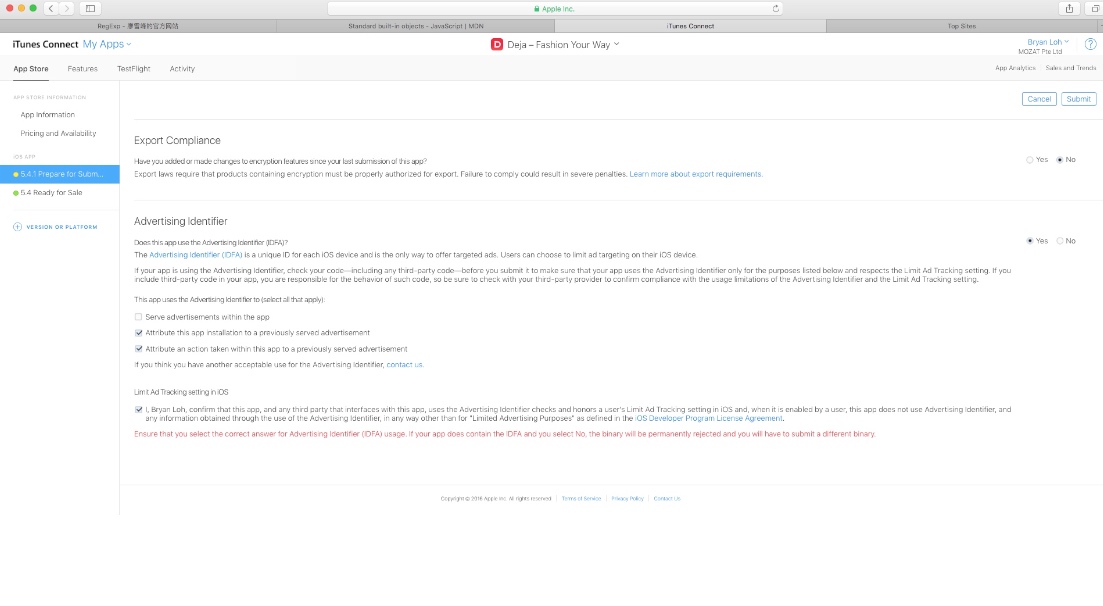 Apple Inc.
RegExp - 廖雪峰的官方网站
Standard built-in objects - JavaScript | MDN
iTunes Connect
Top Sites
iTunes Connect My Apps
Deja – Fashion Your Way
Bryan Loh
MOZAT Pte Ltd
?
App Store
Features
TestFlight
Activity
App Analytics
Sales and Trends
APP STORE INFORMATION
App Information
Pricing and Availability
iOS APP
5.4.1 Prepare for Subm...
5.4 Ready for Sale
VERSION OR PLATFORM
Cancel
Submit
Export Compliance
Have you added or made changes to encryption features since your last submission of this app?
Yes
No
Export laws require that products containing encryption must be properly authorized for export. Failure to comply could result in severe penalties. Learn more about export requirements.
Advertising Identifier
Does this app use the Advertising Identifier (IDFA)?
Yes
No
The Advertising Identifier (IDFA) is a unique ID for each iOS device and is the only way to offer targeted ads. Users can choose to limit ad targeting on their iOS device.
If your app is using the Advertising Identifier, check your code—including any third-party code—before you submit it to make sure that your app uses the Advertising Identifier only for the purposes listed below and respects the Limit Ad Tracking setting. If you
include third-party code in your app, you are responsible for the behavior of such code, so be sure to check with your third-party provider to confirm compliance with the usage limitations of the Advertising Identifier and the Limit Ad Tracking setting.
This app uses the Advertising Identifier to (select all that apply):
Serve advertisements within the app
Attribute this app installation to a previously served advertisement
Attribute an action taken within this app to a previously served advertisement
If you think you have another acceptable use for the Advertising Identifier, contact us.
Limit Ad Tracking setting in iOS
I, Bryan Loh, confirm that this app, and any third party that interfaces with this app, uses the Advertising Identifier checks and honors a user's Limit Ad Tracking setting in iOS and, when it is enabled by a user, this app does not use Advertising Identifier, and
any information obtained through the use of the Advertising Identifier, in any way other than for "Limited Advertising Purposes" as defined in the iOS Developer Program License Agreement.
Ensure that you select the correct answer for Advertising Identifier (IDFA) usage. If your app does contain the IDFA and you select No, the binary will be permanently rejected and you will have to submit a different binary.
Copyright © 2016 Apple Inc. All rights reserved.
Terms of Service
Privacy Policy
Contact Us